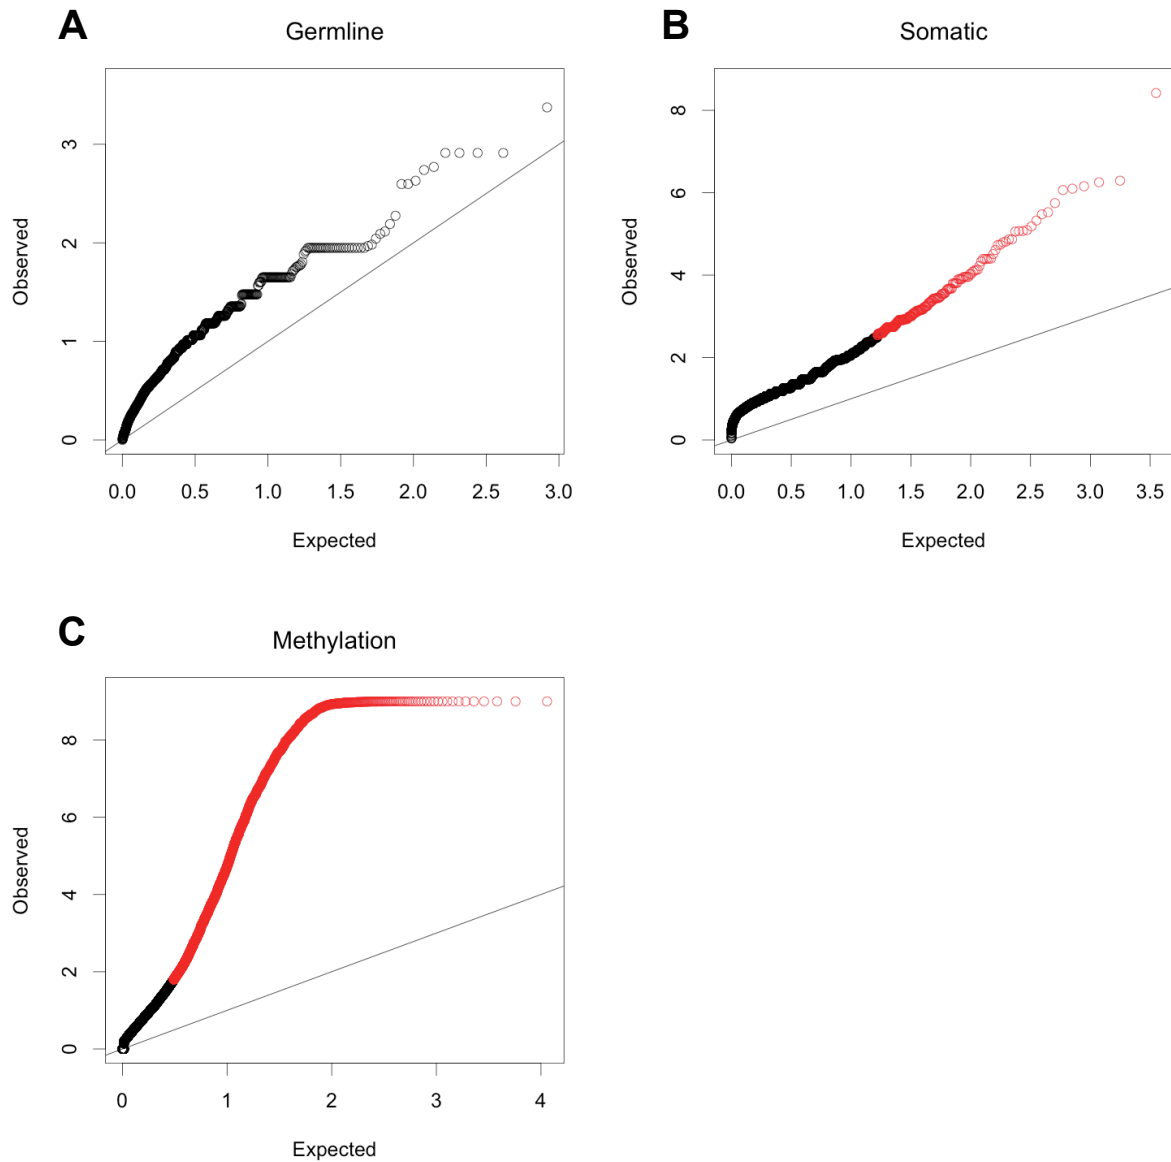 A
Germline
3
2
1
0
Observed
0.0 0.5 1.0 1.5 2.0 2.5 3.0
Expected
B
Somatic
8
6
4
2
0
Observed
0.0 0.5 1.0 1.5 2.0 2.5 3.0 3.5
Expected
C
Methylation
8
6
4
2
0
Observed
0 1 2 3 4
Expected